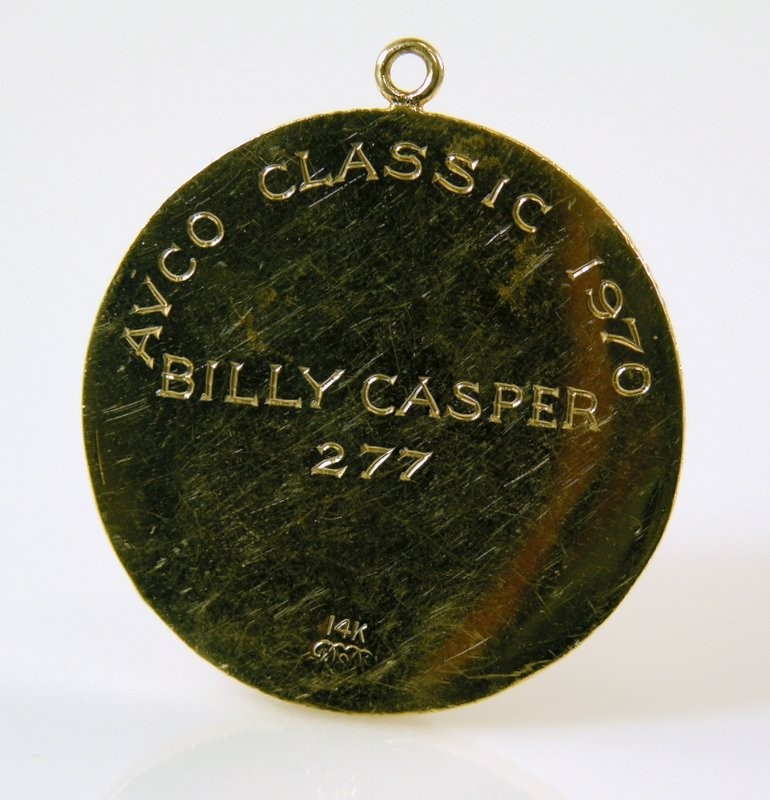 AVCO CLASSIC 1970
BILLY CASPER
277
14K